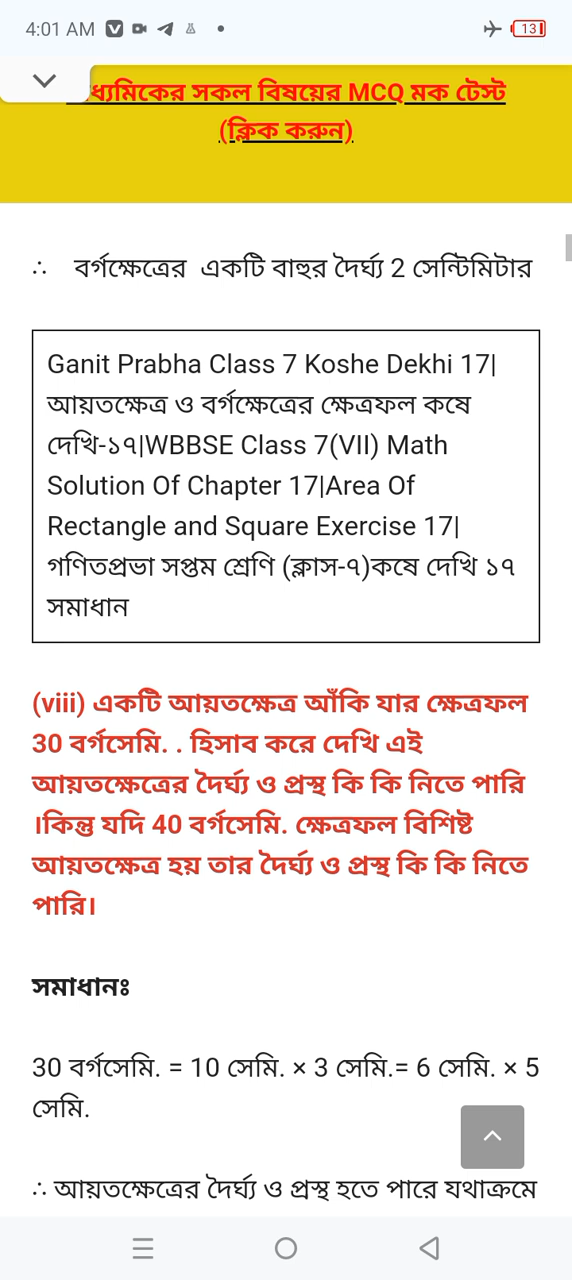 4:01 AM
13
ধ্যমিকের সকল বিষয়ের MCQ মক টেস্ট
(ক্লিক করুন)
∴ বর্গক্ষেত্রের একটি বাহুর দৈর্ঘ্য 2 সেন্টিমিটার
Ganit Prabha Class 7 Koshe Dekhi 17|
আয়তক্ষেত্র ও বর্গক্ষেত্রের ক্ষেত্রফল কষে
দেখি-১৭|WBBSE Class 7(VII) Math
Solution Of Chapter 17|Area Of
Rectangle and Square Exercise 17|
গণিতপ্রভা সপ্তম শ্রেণি (ক্লাস-৭)কষে দেখি ১৭
সমাধান
(viii) একটি আয়তক্ষেত্র আঁকি যার ক্ষেত্রফল
30 বর্গসেমি. . হিসাব করে দেখি এই
আয়তক্ষেত্রের দৈর্ঘ্য ও প্রস্থ কি কি নিতে পারি
।কিন্তু যদি 40 বর্গসেমি. ক্ষেত্রফল বিশিষ্ট
আয়তক্ষেত্র হয় তার দৈর্ঘ্য ও প্রস্থ কি কি নিতে
পারি।
সমাধানঃ
30 বর্গসেমি. = 10 সেমি. × 3 সেমি.= 6 সেমি. × 5
সেমি.
∴ আয়তক্ষেত্রের দৈর্ঘ্য ও প্রস্থ হতে পারে যথাক্রমে